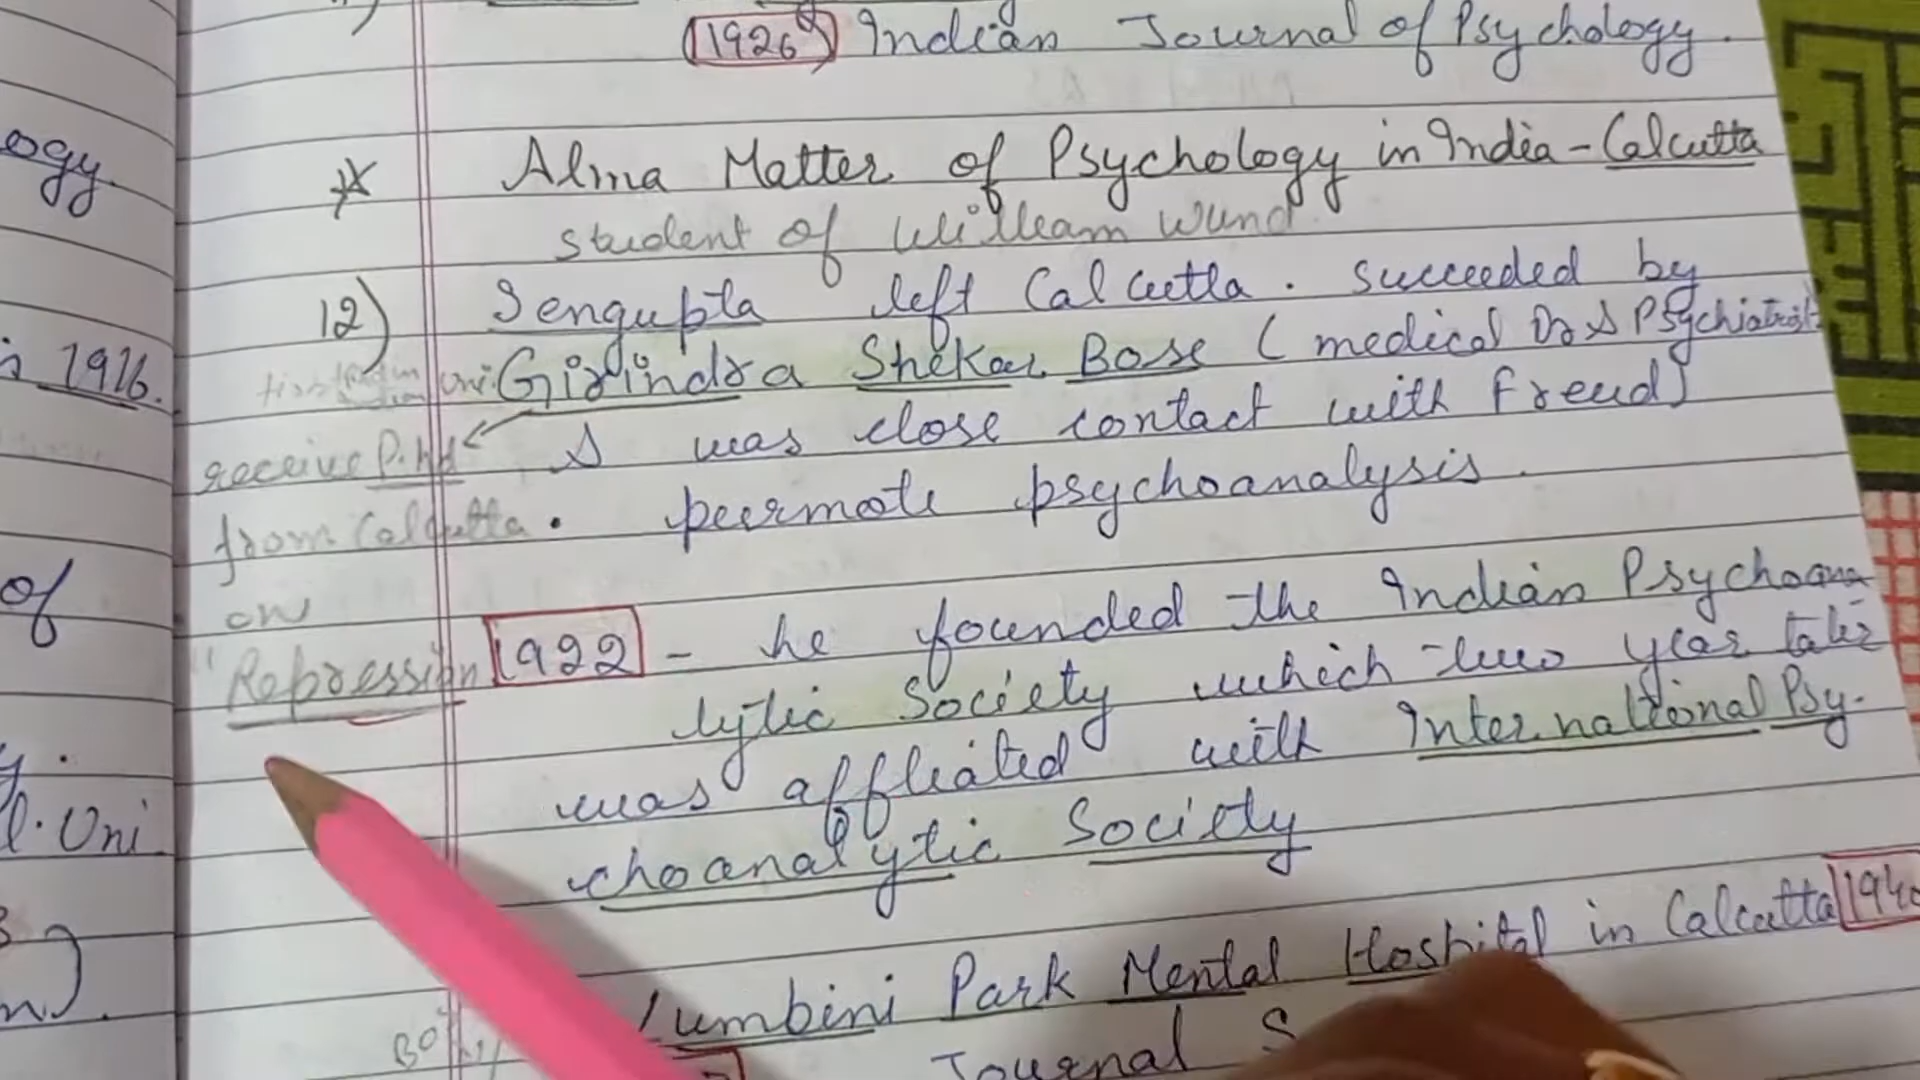 ogy.
1916.
of
l. Uni
1926 Indian Journal of Psychology.
* Alma Matter of Psychology in India - Calcutta
student of William Wund
12) Sengupta left Calcutta. succeeded by
Girindra Shekar Bose ( medical Dr & Psychiatrist
& was close contact with Freud)
receive P.hd
from Calcutta
on
"Repression
• permote psychoanalysis.
1922 - he founded the Indian Psychoana
lytic Society which two year later
was affliated with International Psy-
choanalytic Society
Lumbini Park Mental Hospital in Calcutta 194
Journal S